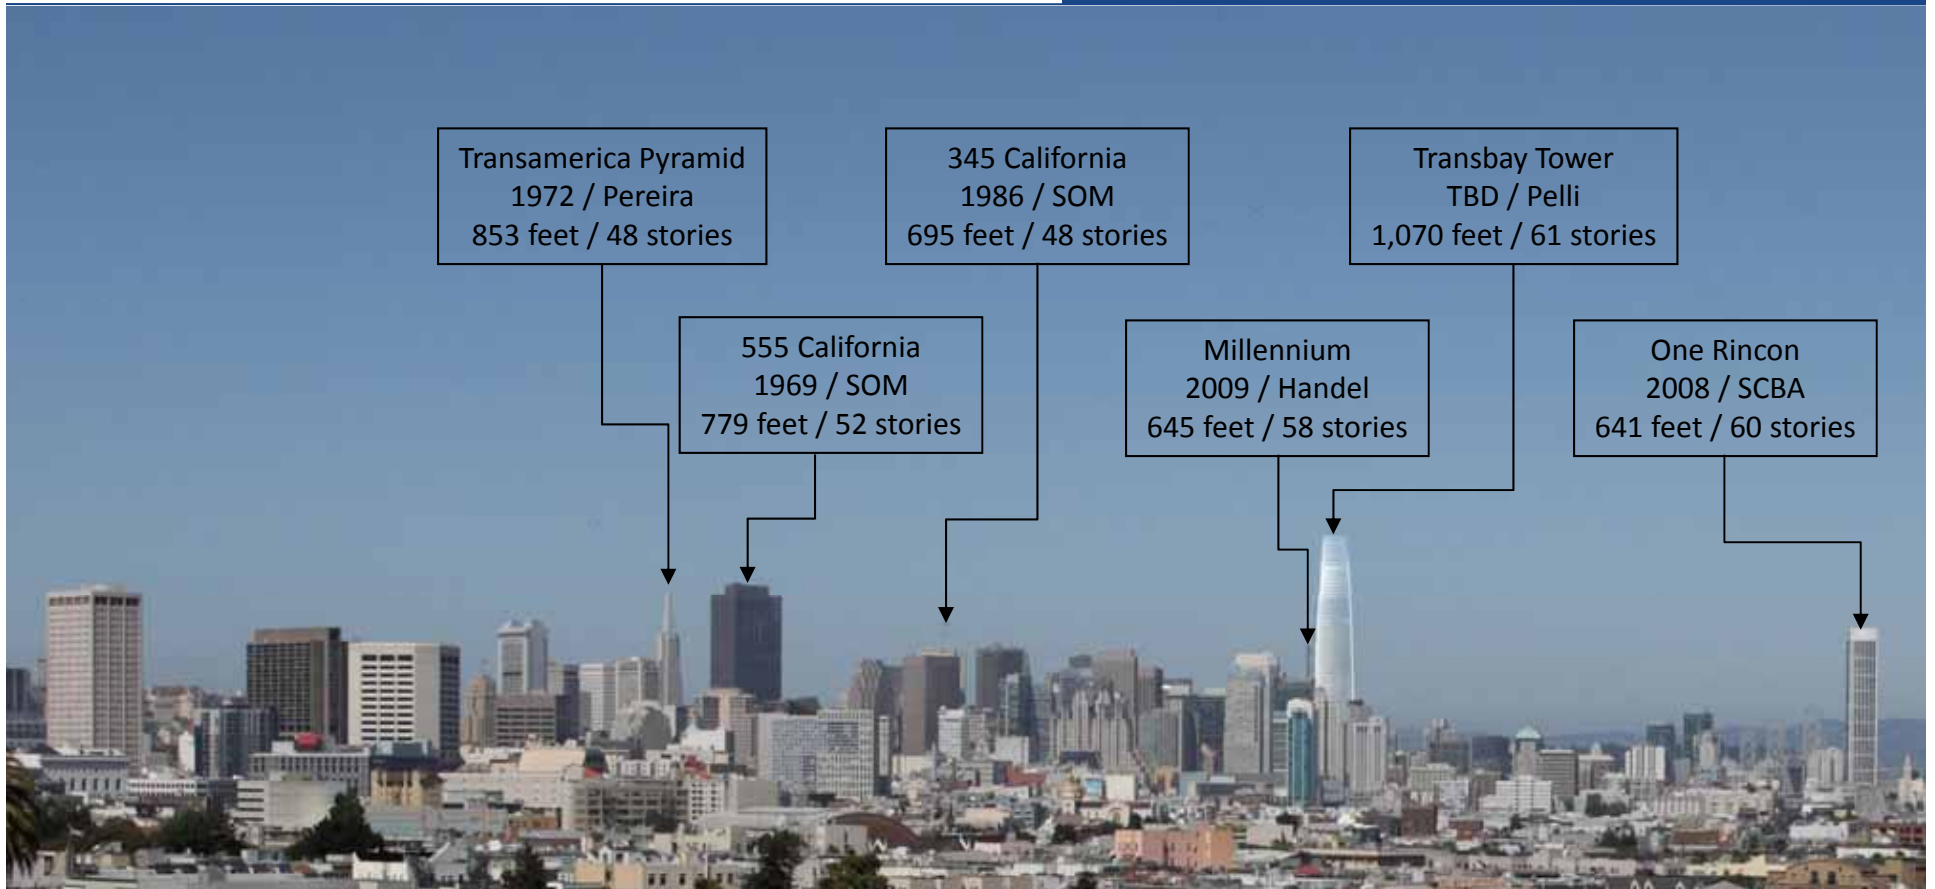 Transamerica Pyramid
1972 / Pereira
853 feet / 48 stories
345 California
1986 / SOM
695 feet / 48 stories
Transbay Tower
TBD / Pelli
1,070 feet / 61 stories
555 California
1969 / SOM
779 feet / 52 stories
Millennium
2009 / Handel
645 feet / 58 stories
One Rincon
2008 / SCBA
641 feet / 60 stories